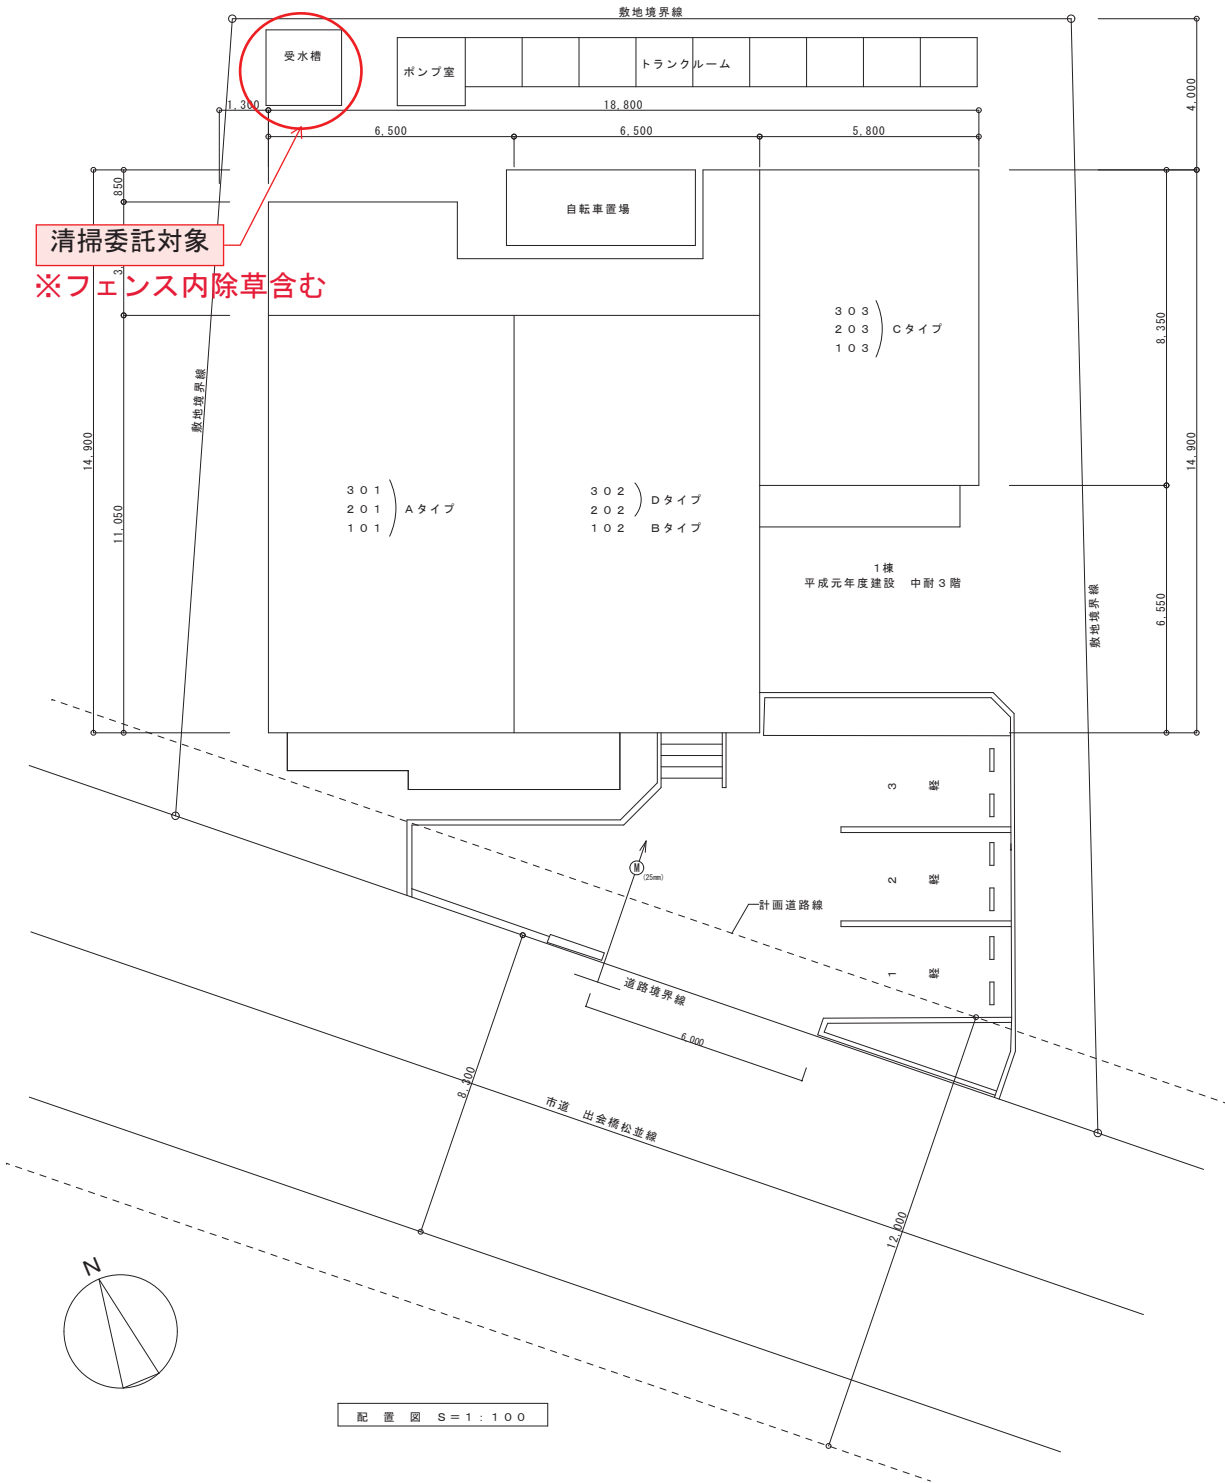 敷地境界線
受水槽
ポンプ室
トランクルーム
4,000
1,300
18,800
6,500
6,500
5,800
850
自転車置場
清掃委託対象
※フェンス内除草含む
303
203
103
Cタイプ
8,350
敷地境界線
14,900
14,900
11,050
301
201
101
Aタイプ
302
202
Dタイプ
102 Bタイプ
1棟
平成元年度建設 中耐3階
敷地境界線
6,550
3 軽
2 軽
1 軽
M
(25mm)
計画道路線
道路境界線
6,000
8,300
市道 出会橋松並線
12,000
N
配置図 S=1:100